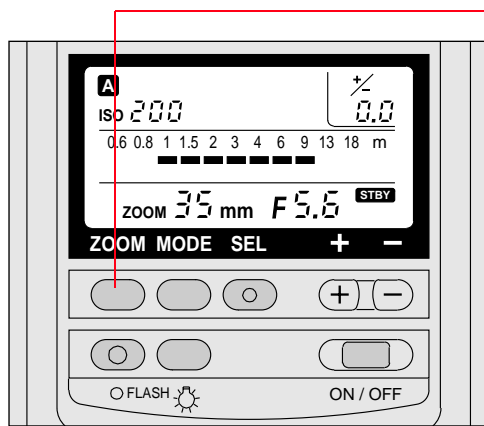 A +/-
ISO 200 0.0
0.6 0.8 1 1.5 2 3 4 6 9 13 18 m
ZOOM 35 mm F 5.6 STBY
ZOOM MODE SEL + −
+ −
FLASH ON / OFF